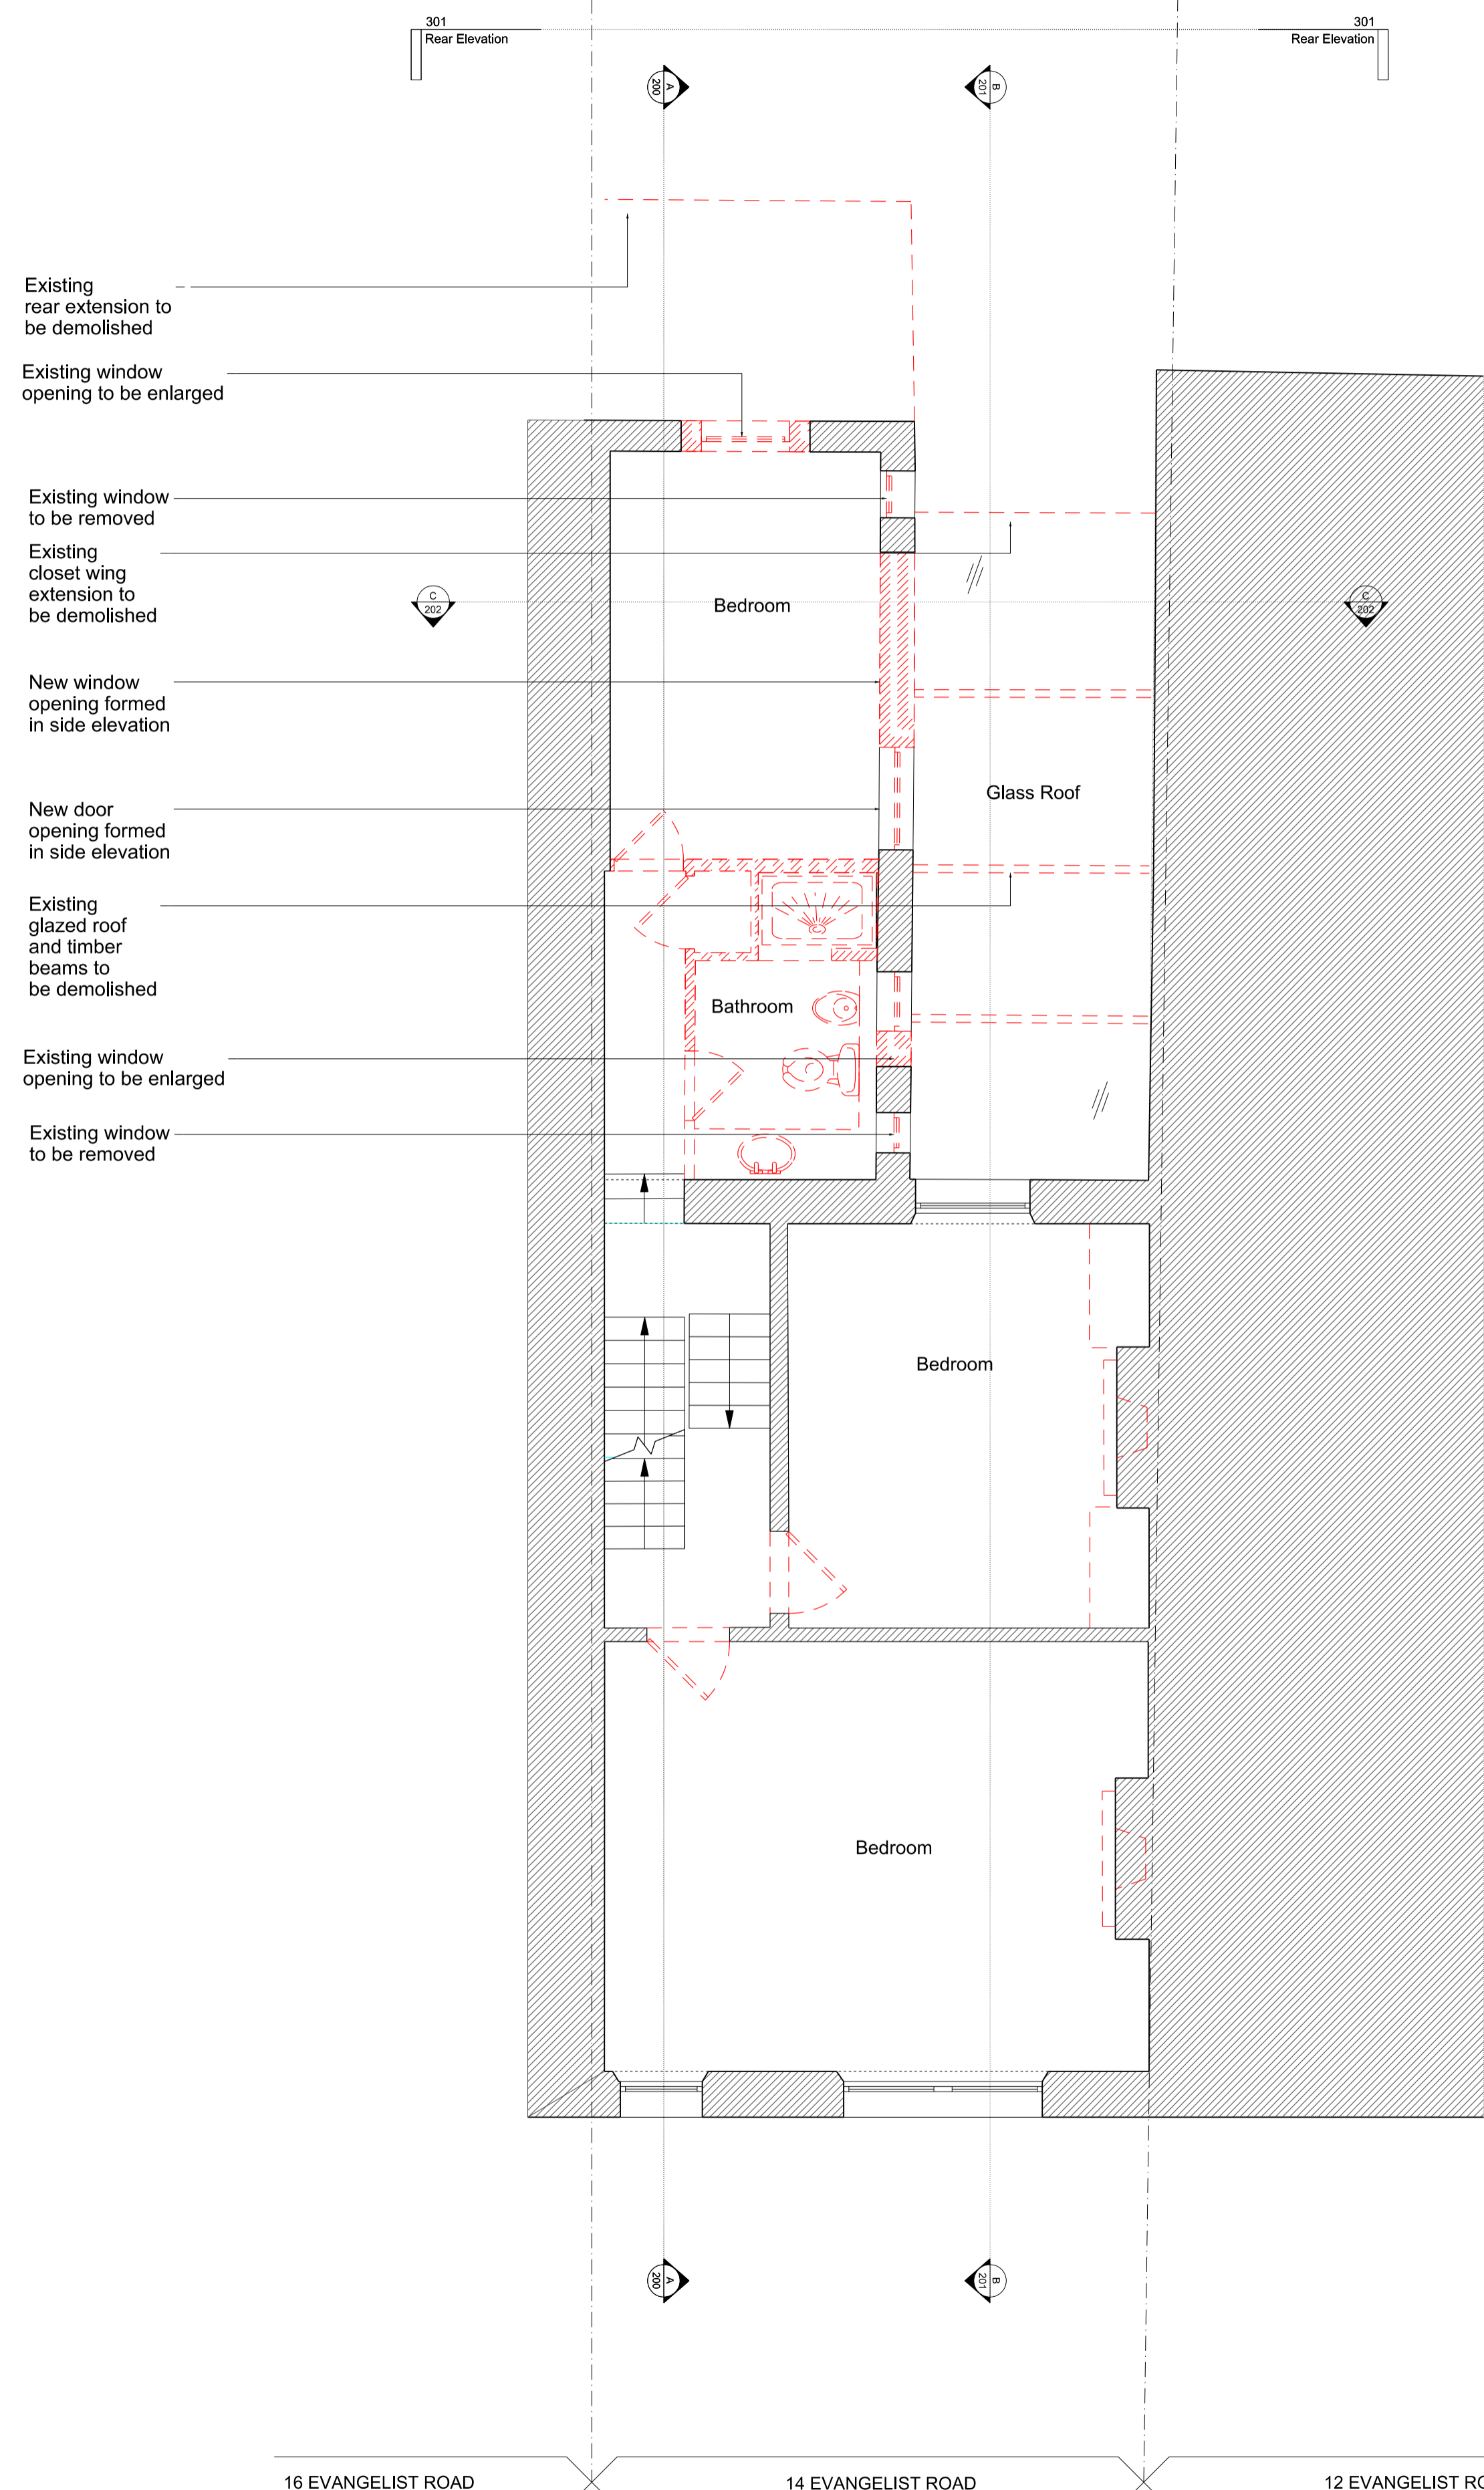 301
Rear Elevation
301
Rear Elevation
A
200
B
201
Existing
rear extension to
be demolished
Existing window
opening to be enlarged
Existing window
to be removed
Existing
closet wing
extension to
be demolished
C
202
Bedroom
C
202
New window
opening formed
in side elevation
Glass Roof
New door
opening formed
in side elevation
Existing
glazed roof
and timber
beams to
be demolished
Bathroom
Existing window
opening to be enlarged
Existing window
to be removed
Bedroom
Bedroom
A
200
B
201
16 EVANGELIST ROAD
14 EVANGELIST ROAD
12 EVANGELIST RO